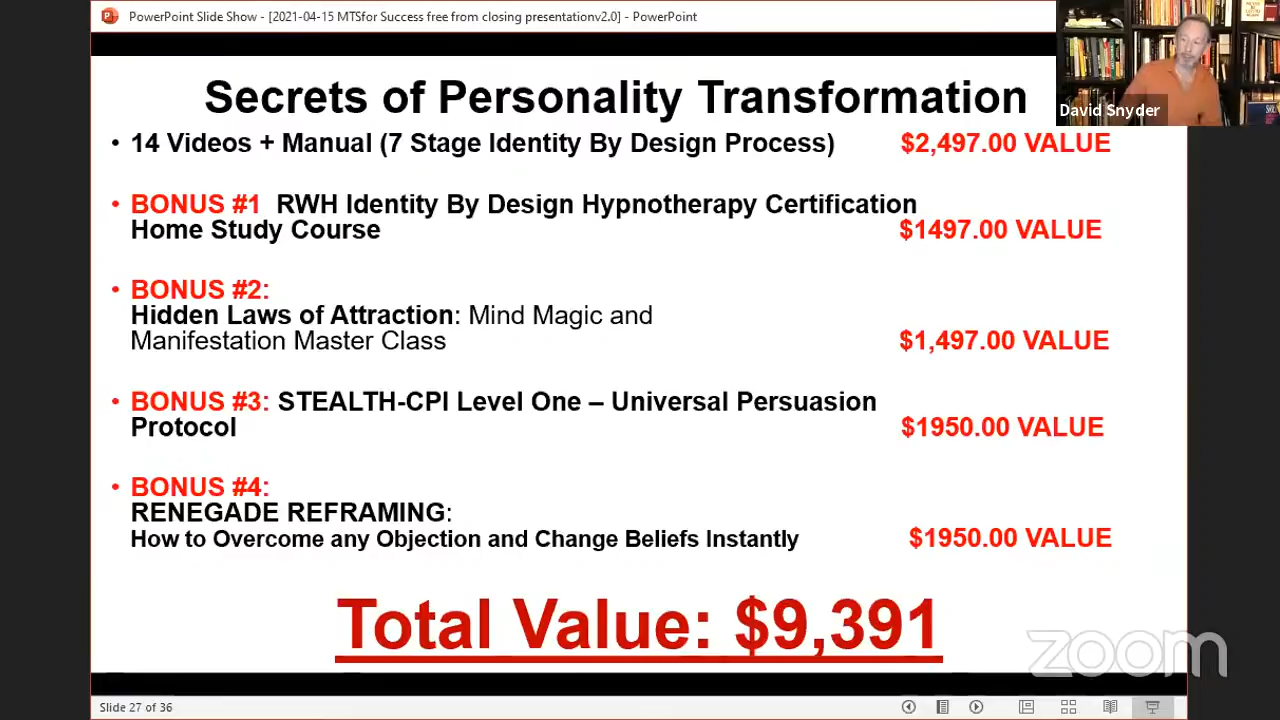 PowerPoint Slide Show - [2021-04-15 MTSfor Success free from closing presentationv2.0] - PowerPoint
David Snyder
Secrets of Personality Transformation
• 14 Videos + Manual (7 Stage Identity By Design Process) $2,497.00 VALUE
• BONUS #1 RWH Identity By Design Hypnotherapy Certification
Home Study Course $1497.00 VALUE
• BONUS #2:
Hidden Laws of Attraction: Mind Magic and
Manifestation Master Class $1,497.00 VALUE
• BONUS #3: STEALTH-CPI Level One – Universal Persuasion
Protocol $1950.00 VALUE
• BONUS #4:
RENEGADE REFRAMING:
How to Overcome any Objection and Change Beliefs Instantly $1950.00 VALUE
Total Value: $9,391
zoom
Slide 27 of 36